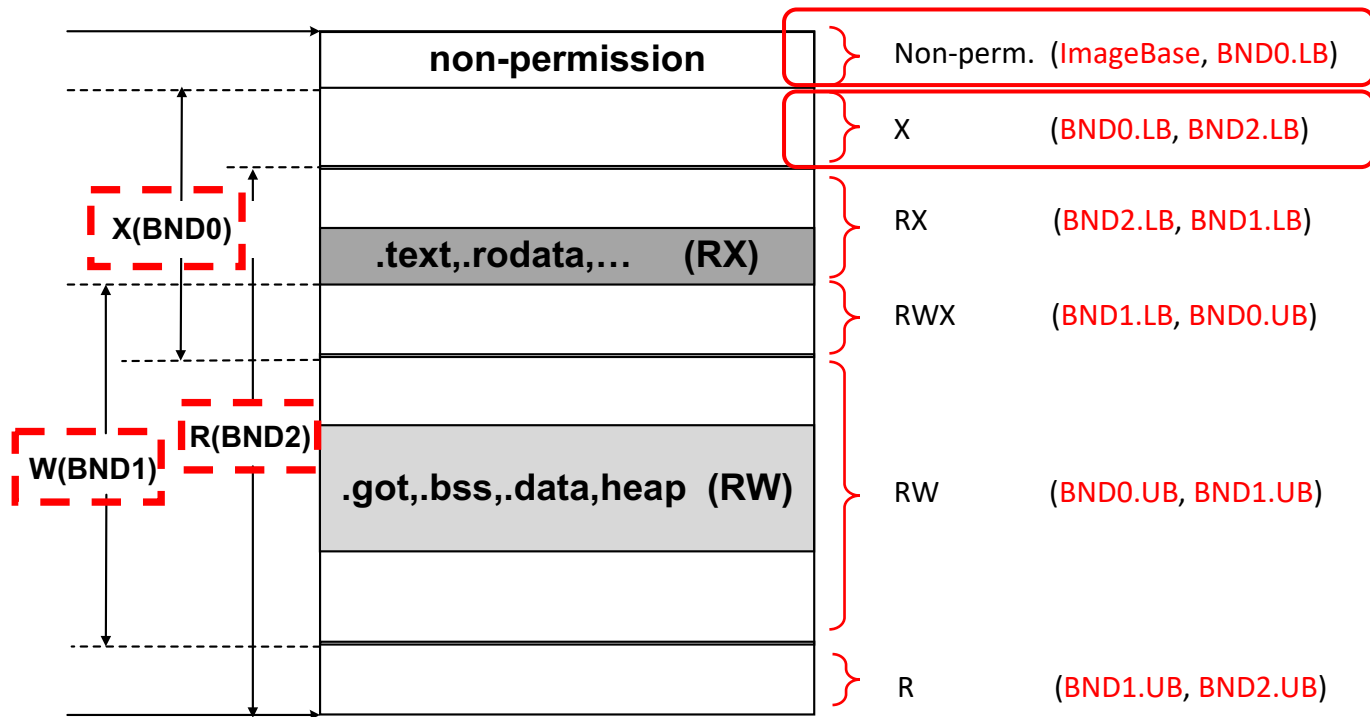 non-permission
Non-perm. (ImageBase, BND0.LB)
X (BND0.LB, BND2.LB)
X(BND0)
RX (BND2.LB, BND1.LB)
.text,.rodata,… (RX)
RWX (BND1.LB, BND0.UB)
R(BND2)
W(BND1)
.got,.bss,.data,heap (RW)
RW (BND0.UB, BND1.UB)
R (BND1.UB, BND2.UB)